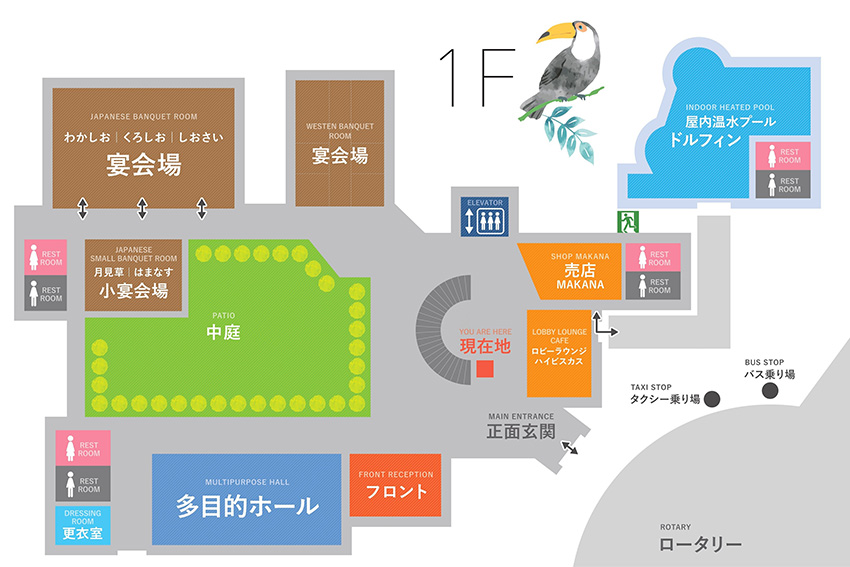 1F
JAPANESE BANQUET ROOM
わかしお｜くろしお｜しおさい
宴会場
WESTEN BANQUET
ROOM
宴会場
INDOOR HEATED POOL
屋内温水プール
ドルフィン
REST
ROOM
REST
ROOM
ELEVATOR
REST
ROOM
REST
ROOM
JAPANESE
SMALL BANQUET ROOM
月見草｜はまなす
小宴会場
SHOP MAKANA
売店
MAKANA
REST
ROOM
REST
ROOM
PATIO
中庭
YOU ARE HERE
現在地
LOBBY LOUNGE
CAFE
ロビーラウンジ
ハイビスカス
BUS STOP
バス乗り場
TAXI STOP
タクシー乗り場
MAIN ENTRANCE
正面玄関
REST
ROOM
REST
ROOM
DRESSING
ROOM
更衣室
MULTIPURPOSE HALL
多目的ホール
FRONT RECEPTION
フロント
ROTARY
ロータリー